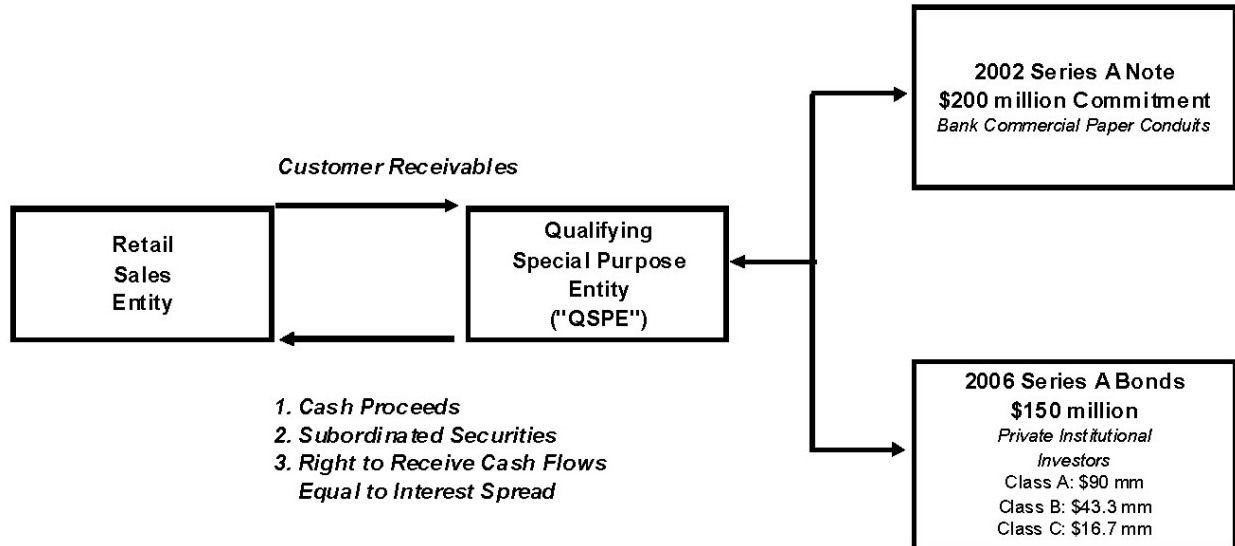 2002 Series A Note
$200 million Commitment
Bank Commercial Paper Conduits
Customer Receivables
Retail
Sales
Entity
Qualifying
Special Purpose
Entity
("QSPE")
1. Cash Proceeds
2. Subordinated Securities
3. Right to Receive Cash Flows
Equal to Interest Spread
2006 Series A Bonds
$150 million
Private Institutional
Investors
Class A: $90 mm
Class B: $43.3 mm
Class C: $16.7 mm